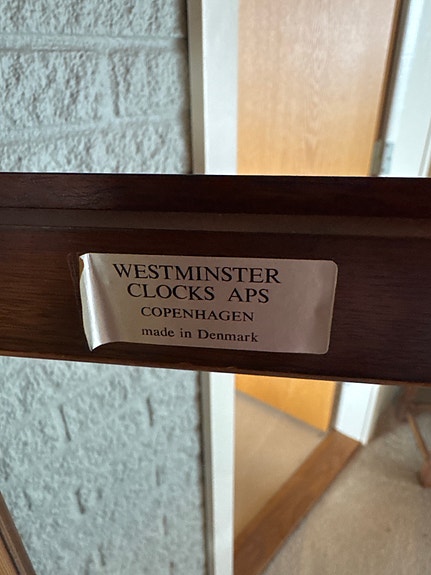 WESTMINSTER
CLOCKS APS
COPENHAGEN
made in Denmark